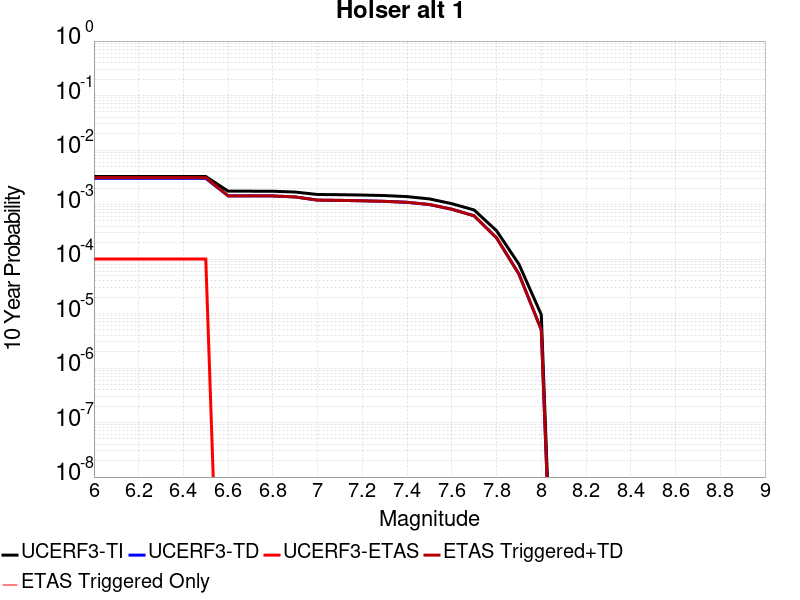 Holser alt 1
10 Year Probability
10^0
10^-1
10^-2
10^-3
10^-4
10^-5
10^-6
10^-7
10^-8
6 6.2 6.4 6.6 6.8 7 7.2 7.4 7.6 7.8 8 8.2 8.4 8.6 8.8 9
Magnitude
UCERF3-TI UCERF3-TD UCERF3-ETAS ETAS Triggered+TD
ETAS Triggered Only